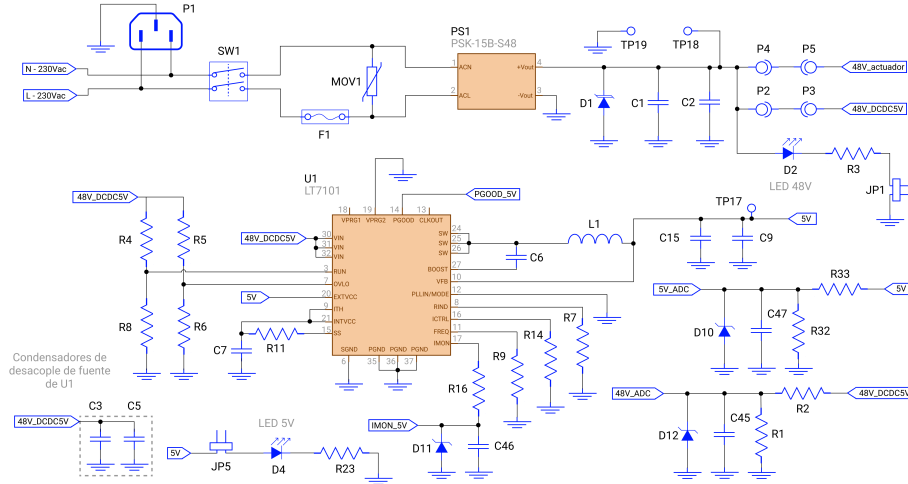 P1
N - 230Vac
L - 230Vac
SW1
F1
MOV1
PS1
PSK-15B-S48
1 ACN
2 ACL
+Vout 4
-Vout 3
TP19
TP18
D1
C1
C2
P4
P5
48V_actuador
P2
P3
48V_DCDC5V
D2
LED 48V
R3
JP1
U1
LT7101
PGOOD_5V
18
19
14
13
VPRG1
VPRG2
PGOOD
CLKOUT
48V_DCDC5V
R4
R5
48V_DCDC5V
30 VIN
31 VIN
32 VIN
3 RUN
7 OVLO
5V
20 EXTVCC
9 ITH
21 INTVCC
15 SS
SW 24
SW 25
SW 26
BOOST 27
VFB 10
PLLIN/MODE 12
RIND 8
ICTRL 16
FREQ 11
IMON 17
SGND
PGND
PGND
PGND
6
35
36
37
R8
R6
C7
R11
L1
C6
TP17
C15
C9
5V
R7
R14
R9
R16
5V_ADC
R33
5V
D10
C47
R32
Condensadores de
desacople de fuente
de U1
48V_DCDC5V
C3
C5
LED 5V
5V
JP5
D4
R23
IMON_5V
D11
C46
48V_ADC
R2
48V_DCDC5V
D12
C45
R1